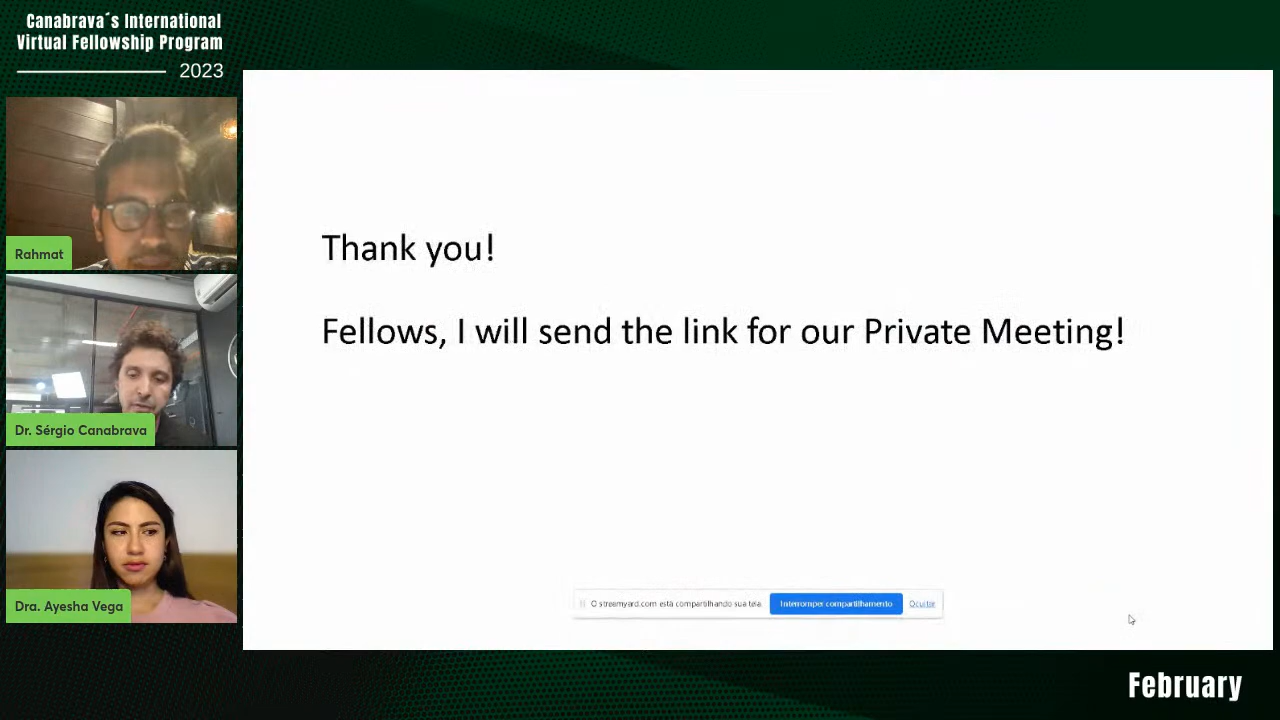 Canabrava´s International
Virtual Fellowship Program
2023
Rahmat
Dr. Sérgio Canabrava
Dra. Ayesha Vega
Thank you!
Fellows, I will send the link for our Private Meeting!
O streamyard.com está compartilhando sua tela.
Interromper compartilhamento
Ocultar
February